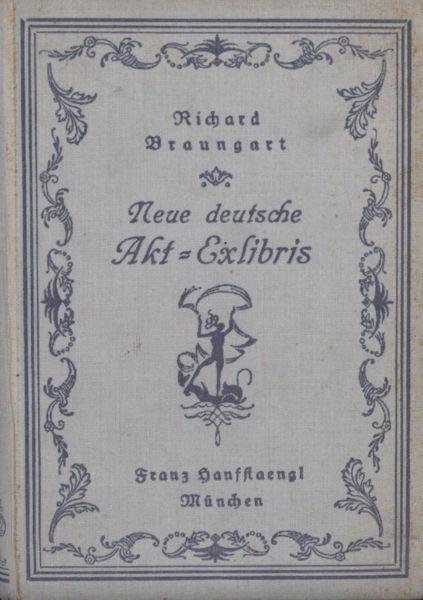 Richard
Braungart
Neue deutsche
Akt=Exlibris
Franz Hanfstaengl
München